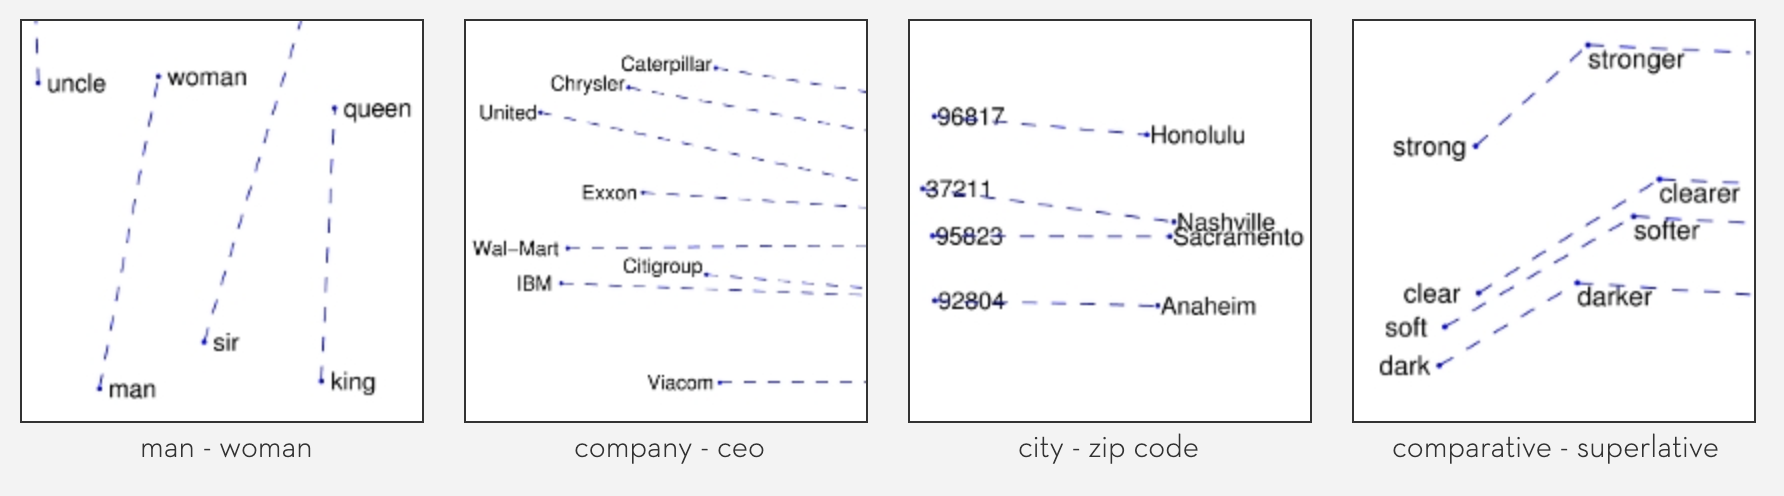 uncle
woman
queen
sir
man
king
man - woman
Caterpillar
Chrysler
United
Exxon
Wal-Mart
Citigroup
IBM
Viacom
company - ceo
96817
Honolulu
37211
Nashville
95823
Sacramento
92804
Anaheim
city - zip code
stronger
strong
clearer
softer
clear
darker
soft
dark
comparative - superlative